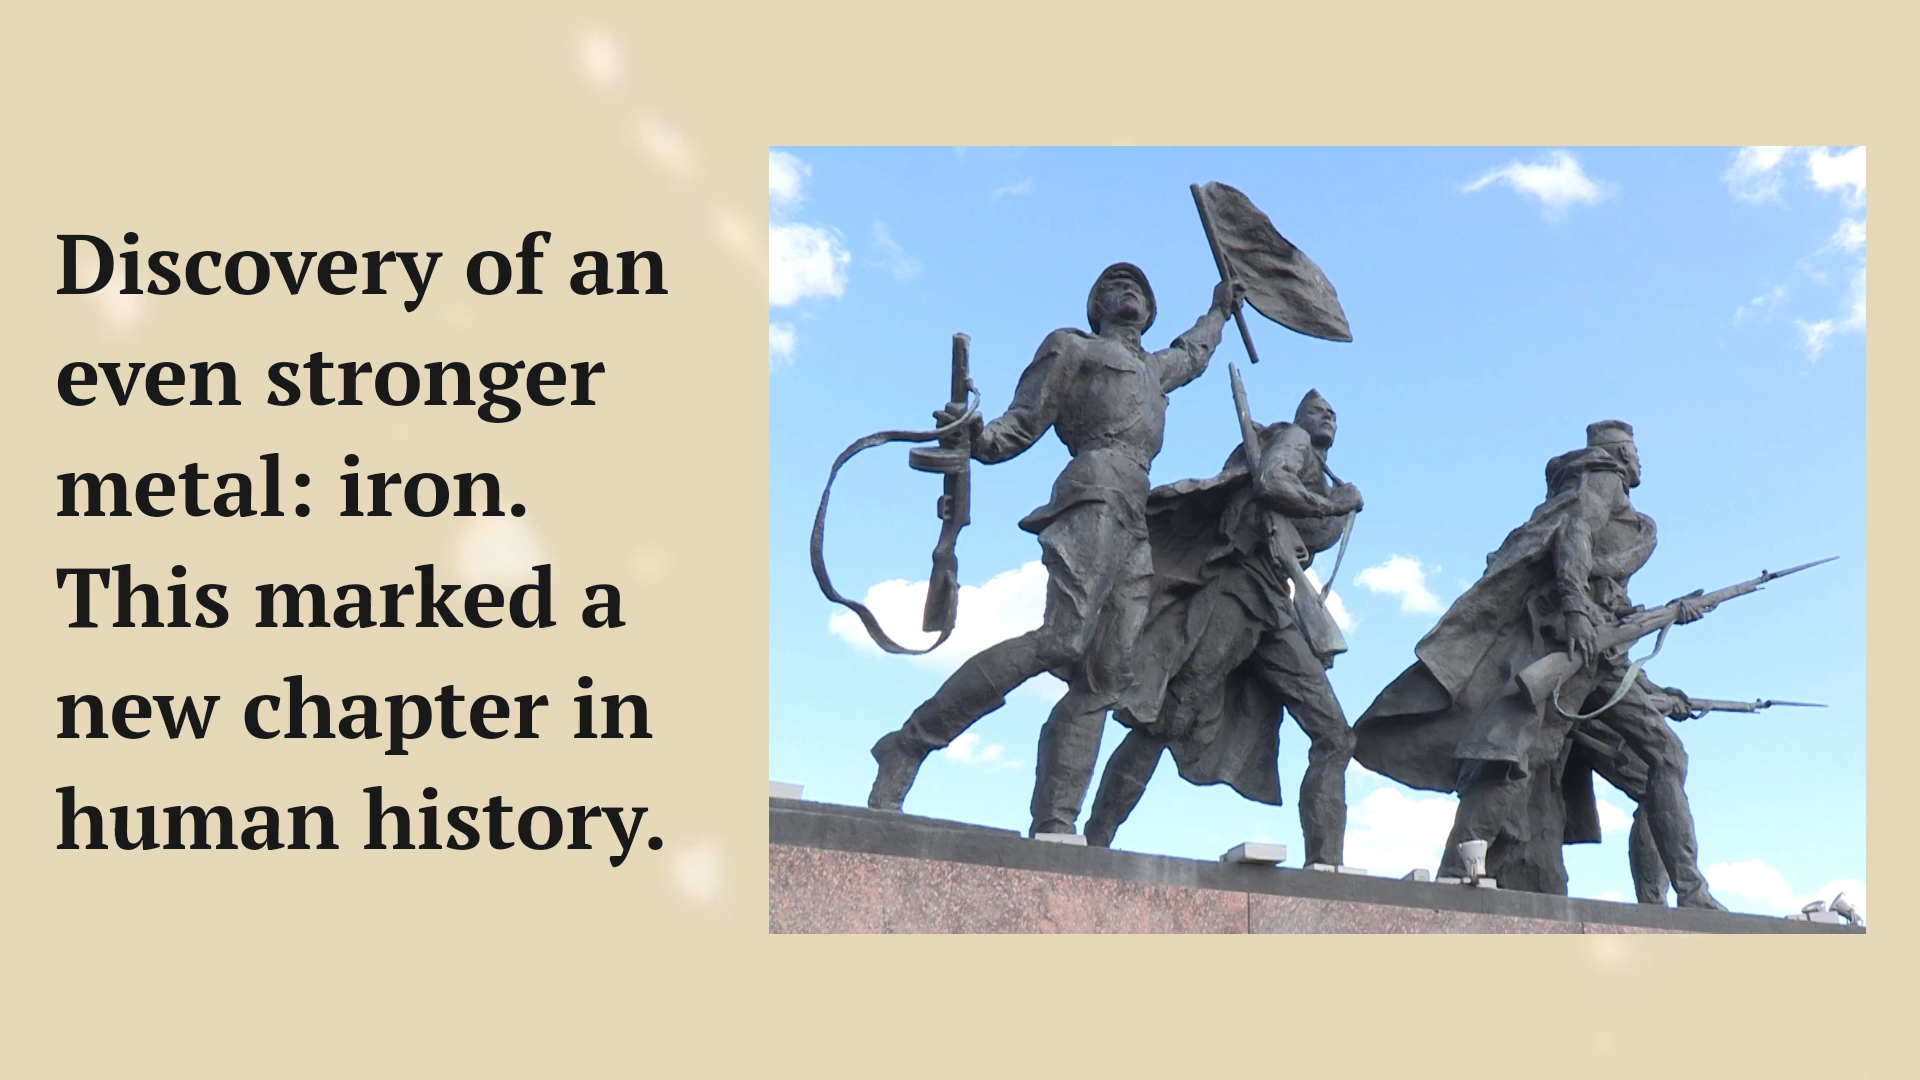 Discovery of an
even stronger
metal: iron.
This marked a
new chapter in
human history.